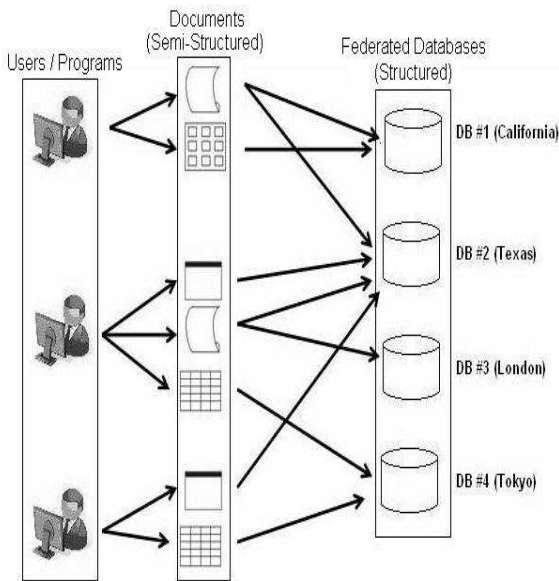 Documents
(Semi-Structured)
Federated Databases
(Structured)
Users / Programs
DB #1 (California)
DB #2 (Texas)
DB #3 (London)
DB #4 (Tokyo)